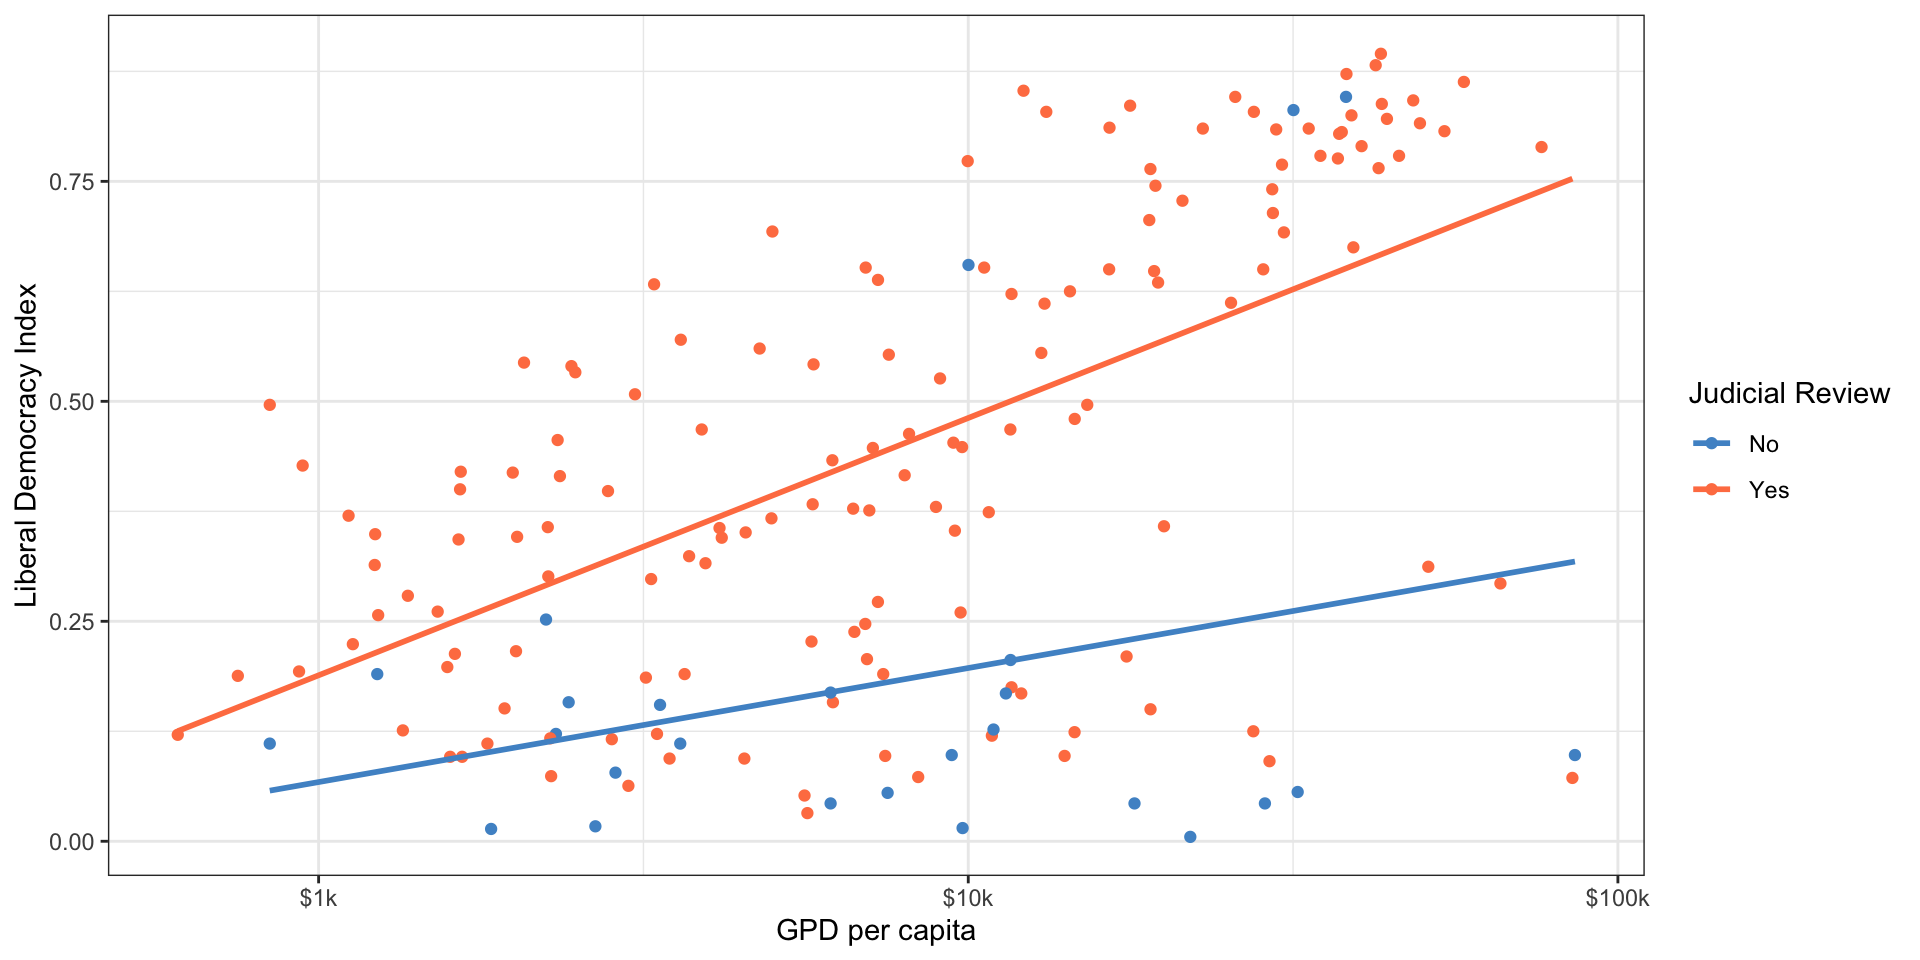 Liberal Democracy Index
0.75
0.50
0.25
0.00
$1k
$10k
$100k
GPD per capita
Judicial Review
No
Yes